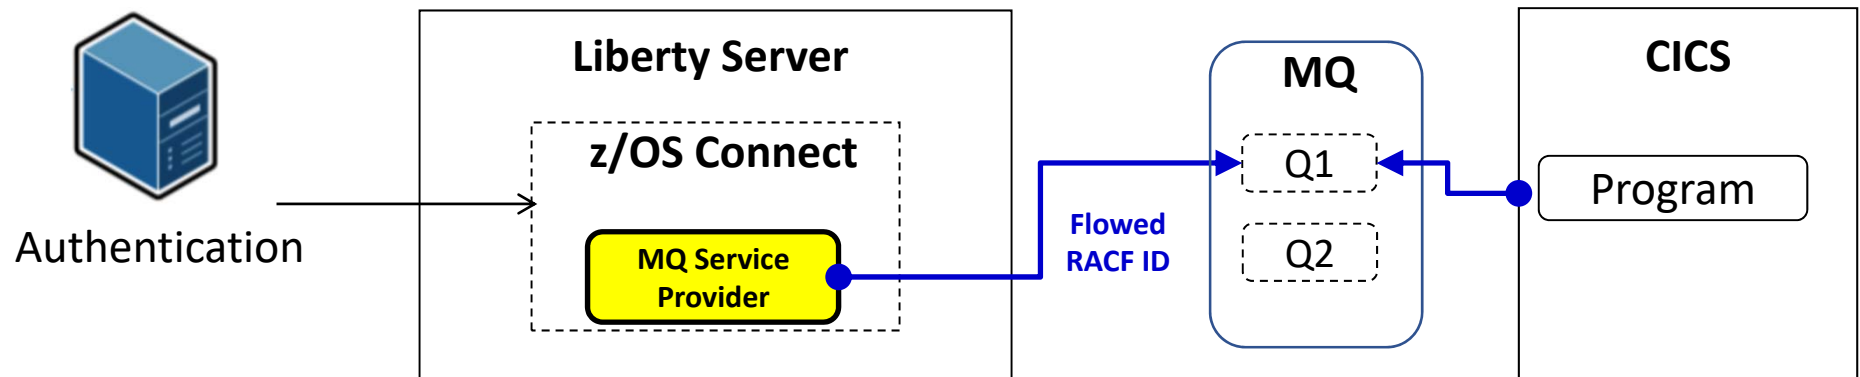 Authentication
Liberty Server
z/OS Connect
MQ Service
Provider
Flowed
RACF ID
MQ
Q1
Q2
CICS
Program